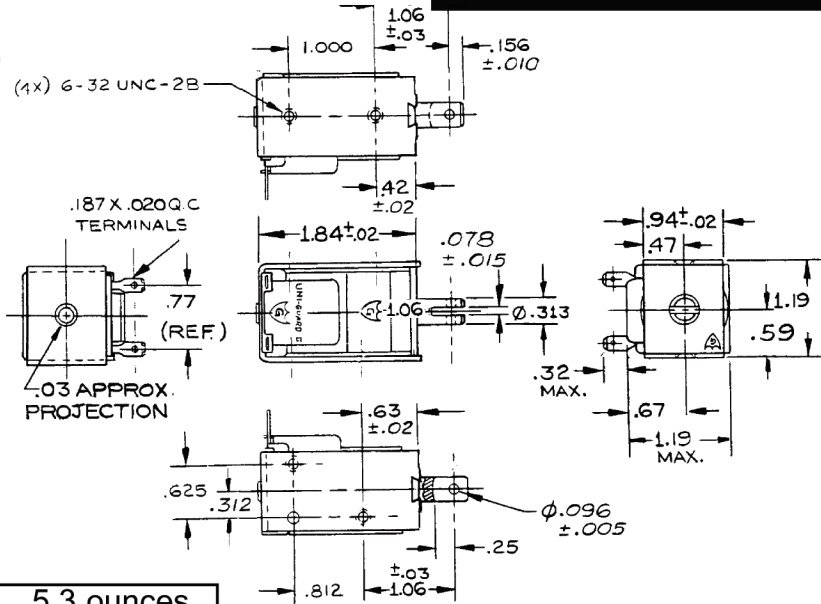 1.06
±.03
1.000
.156
±.010
(4X) 6-32 UNC-2B
.42
±.02
.187 X .020 Q.C
TERMINALS
1.84±.02
.078
±.015
.94±.02
.47
.77
(REF.)
UNI-GUARD
G
G
1.06
Ø.313
1.19
.59
G
.03 APPROX.
PROJECTION
.32
MAX.
.67
1.19
MAX.
.63
±.02
.625
.312
Ø.096
±.005
.25
.812
±.03
1.06
5.3 ounces